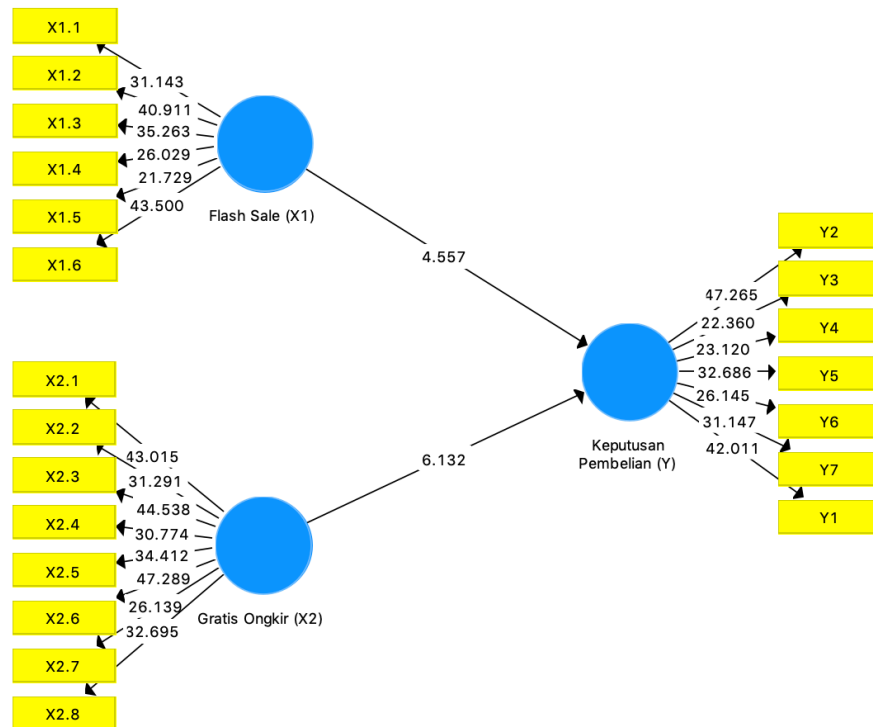 X1.1
X1.2
X1.3
X1.4
X1.5
X1.6
31.143
40.911
35.263
26.029
21.729
43.500
Flash Sale (X1)
4.557
X2.1
X2.2
X2.3
X2.4
X2.5
X2.6
X2.7
X2.8
43.015
31.291
44.538
30.774
34.412
47.289
26.139
32.695
Gratis Ongkir (X2)
6.132
Keputusan
Pembelian (Y)
47.265
22.360
23.120
32.686
26.145
31.147
42.011
Y2
Y3
Y4
Y5
Y6
Y7
Y1